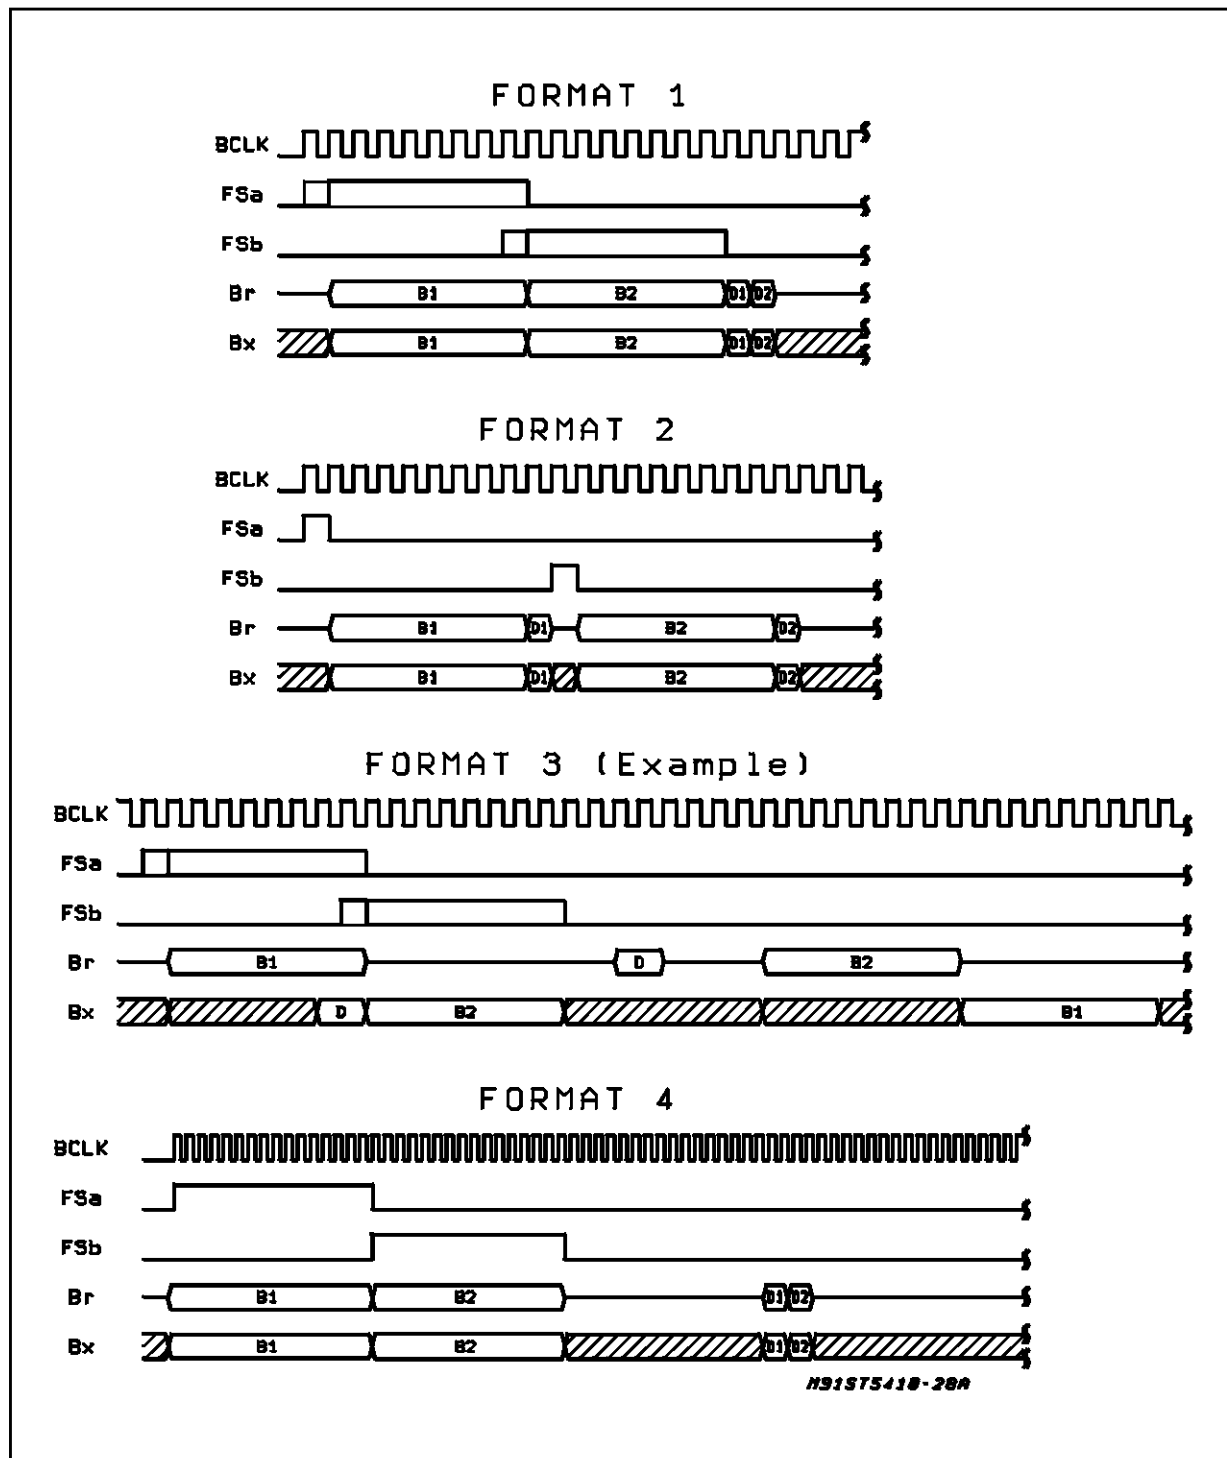 FORMAT 1
BCLK
FSa
FSb
Br B1 B2 D1 D2
Bx B1 B2 D1 D2
FORMAT 2
BCLK
FSa
FSb
Br B1 D1 B2 D2
Bx B1 D1 B2 D2
FORMAT 3 (Example)
BCLK
FSa
FSb
Br B1 D B2
Bx D B2 B1
FORMAT 4
BCLK
FSa
FSb
Br B1 B2 D1 D2
Bx B1 B2 D1 D2
M91ST5410-28A